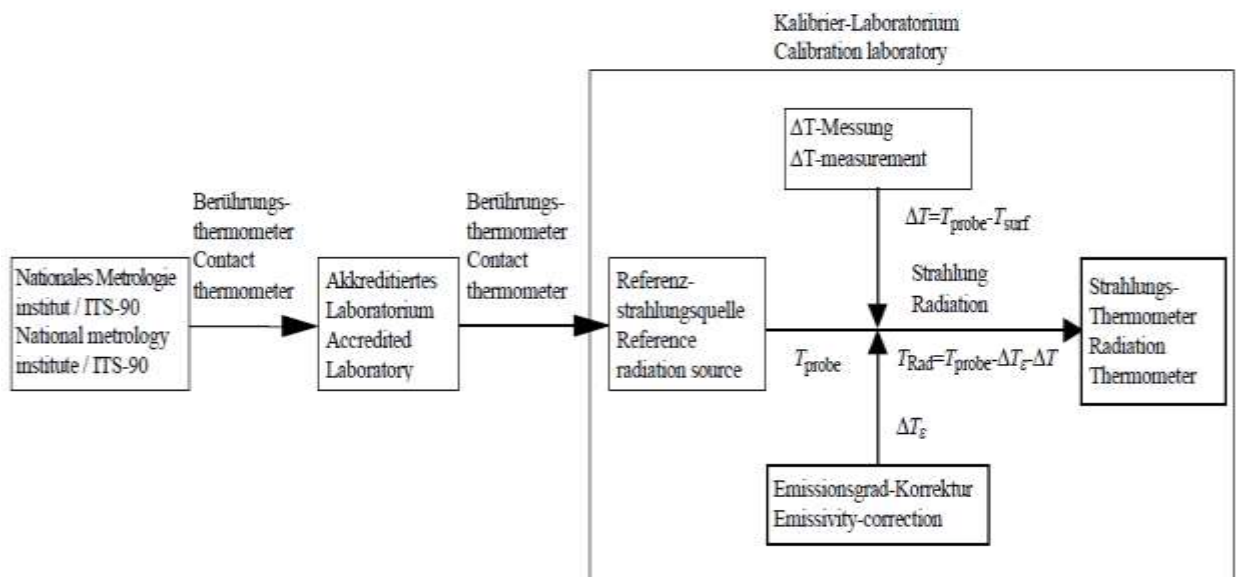 Kalibrier-Laboratorium
Calibration laboratory
ΔT-Messung
ΔT-measurement
Berührungs-
thermometer
Contact
thermometer
Berührungs-
thermometer
Contact
thermometer
ΔT=Tprobe-Tsurf
Nationales Metrologie
institut / ITS-90
National metrology
institute / ITS-90
Akkreditiertes
Laboratorium
Accredited
Laboratory
Referenz-
strahlungsquelle
Reference
radiation source
Strahlung
Radiation
Tprobe
TRad=Tprobe-ΔTε-ΔT
Strahlungs-
Thermometer
Radiation
Thermometer
ΔTε
Emissionsgrad-Korrektur
Emissivity-correction